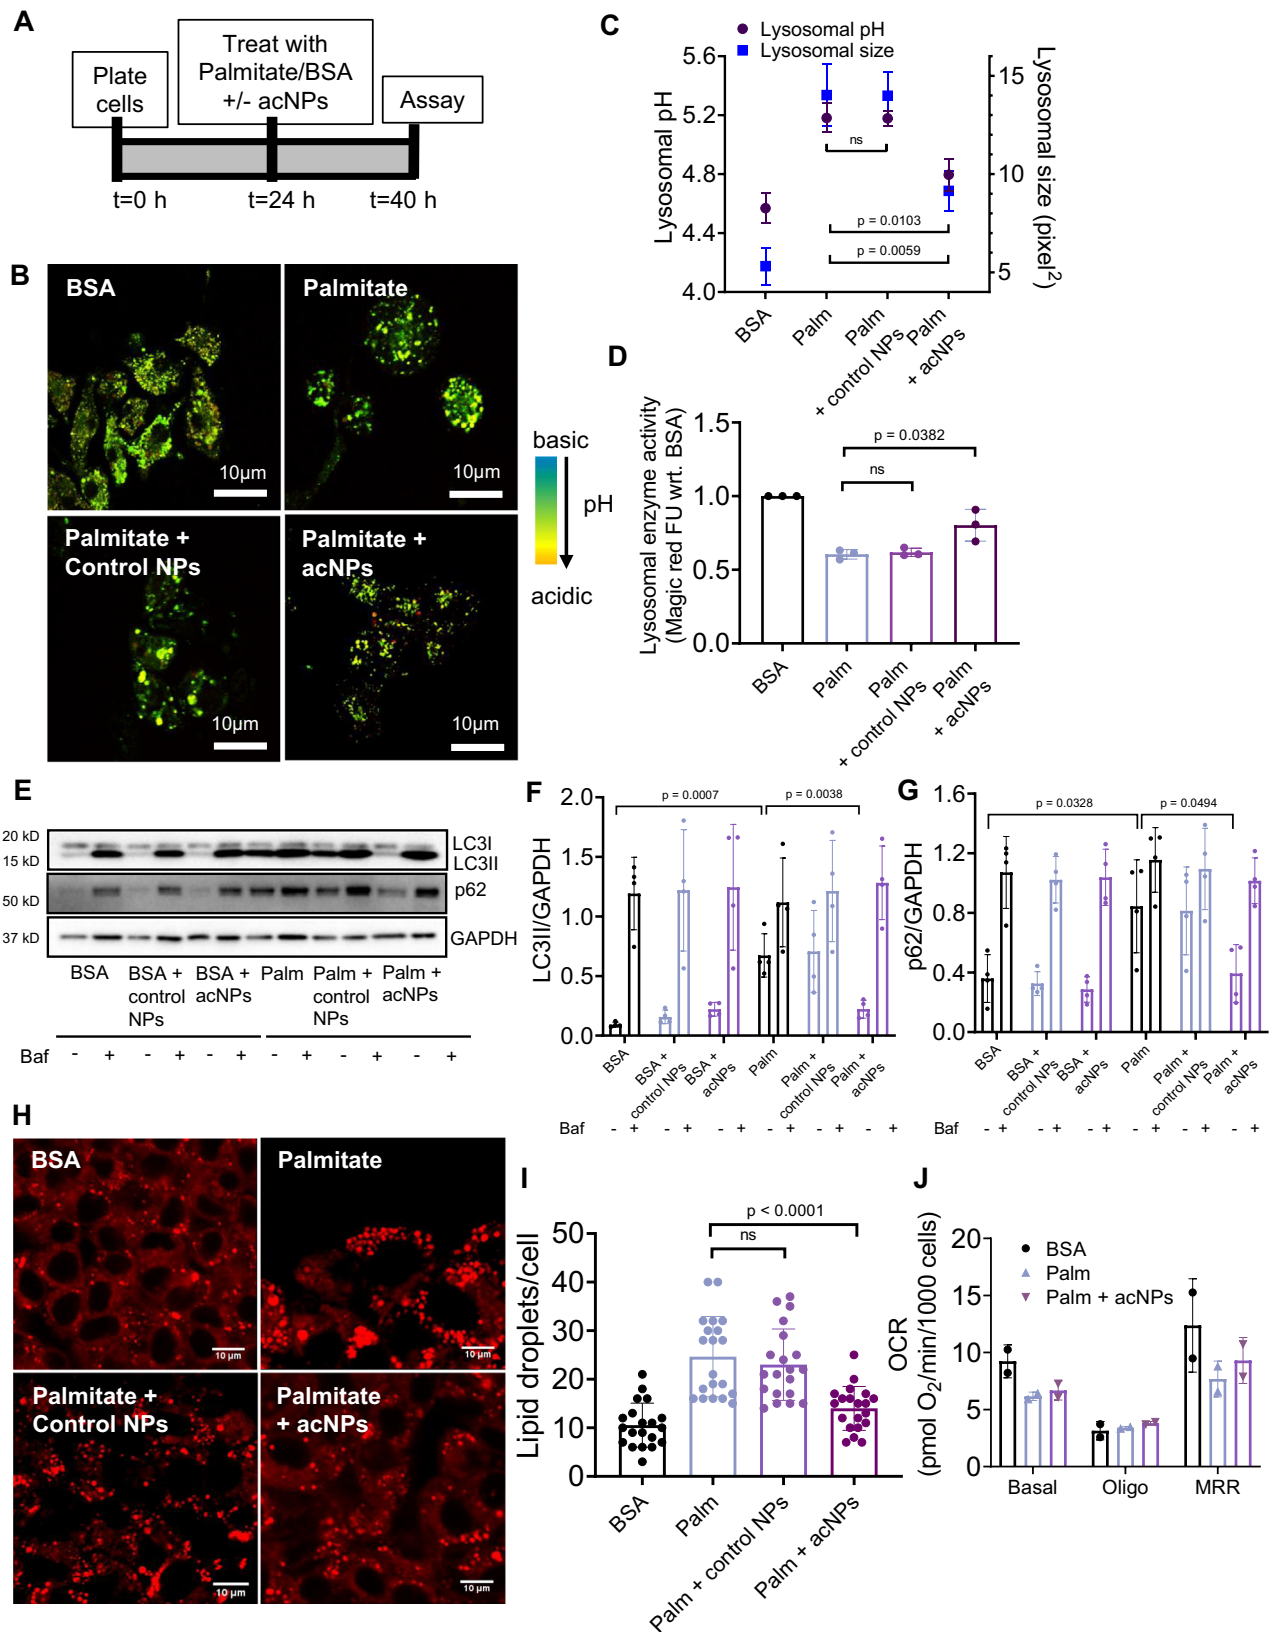 A
Plate
cells
Treat with
Palmitate/BSA
+/- acNPs
Assay
t=0 h
t=24 h
t=40 h
B
BSA
10μm
Palmitate
10μm
Palmitate +
Control NPs
10μm
Palmitate +
acNPs
10μm
basic
pH
acidic
C
Lysosomal pH
Lysosomal size
Lysosomal pH
5.6
5.2
4.8
4.4
4.0
ns
p = 0.0103
p = 0.0059
15
10
5
Lysosomal size (pixel²)
BSA
Palm
Palm
+ control NPs
Palm
+ acNPs
D
Lysosomal enzyme activity
(Magic red FU wrt. BSA)
1.5
1.0
0.5
0.0
p = 0.0382
ns
BSA
Palm
Palm
+ control NPs
Palm
+ acNPs
E
20 kD
15 kD
50 kD
37 kD
LC3I
LC3II
p62
GAPDH
BSA
BSA +
control
NPs
BSA +
acNPs
Palm
Palm +
control
NPs
Palm +
acNPs
Baf - + - + - + - + - + - +
F
LC3II/GAPDH
2.0
1.5
1.0
0.5
0.0
p = 0.0007
p = 0.0038
BSA
BSA +
control NPs
BSA +
acNPs
Palm
Palm +
control NPs
Palm +
acNPs
Baf - + - + - + - + - + - +
G
p62/GAPDH
1.6
1.2
0.8
0.4
0.0
p = 0.0328
p = 0.0494
BSA
BSA +
control NPs
BSA +
acNPs
Palm
Palm +
control NPs
Palm +
acNPs
Baf - + - + - + - + - + - +
H
BSA
10 μm
Palmitate
10 μm
Palmitate +
Control NPs
10 μm
Palmitate
+ acNPs
10 μm
I
Lipid droplets/cell
50
40
30
20
10
0
p < 0.0001
ns
BSA
Palm
Palm + control NPs
Palm + acNPs
J
OCR
(pmol O₂/min/1000 cells)
20
15
10
5
0
BSA
Palm
Palm + acNPs
Basal
Oligo
MRR